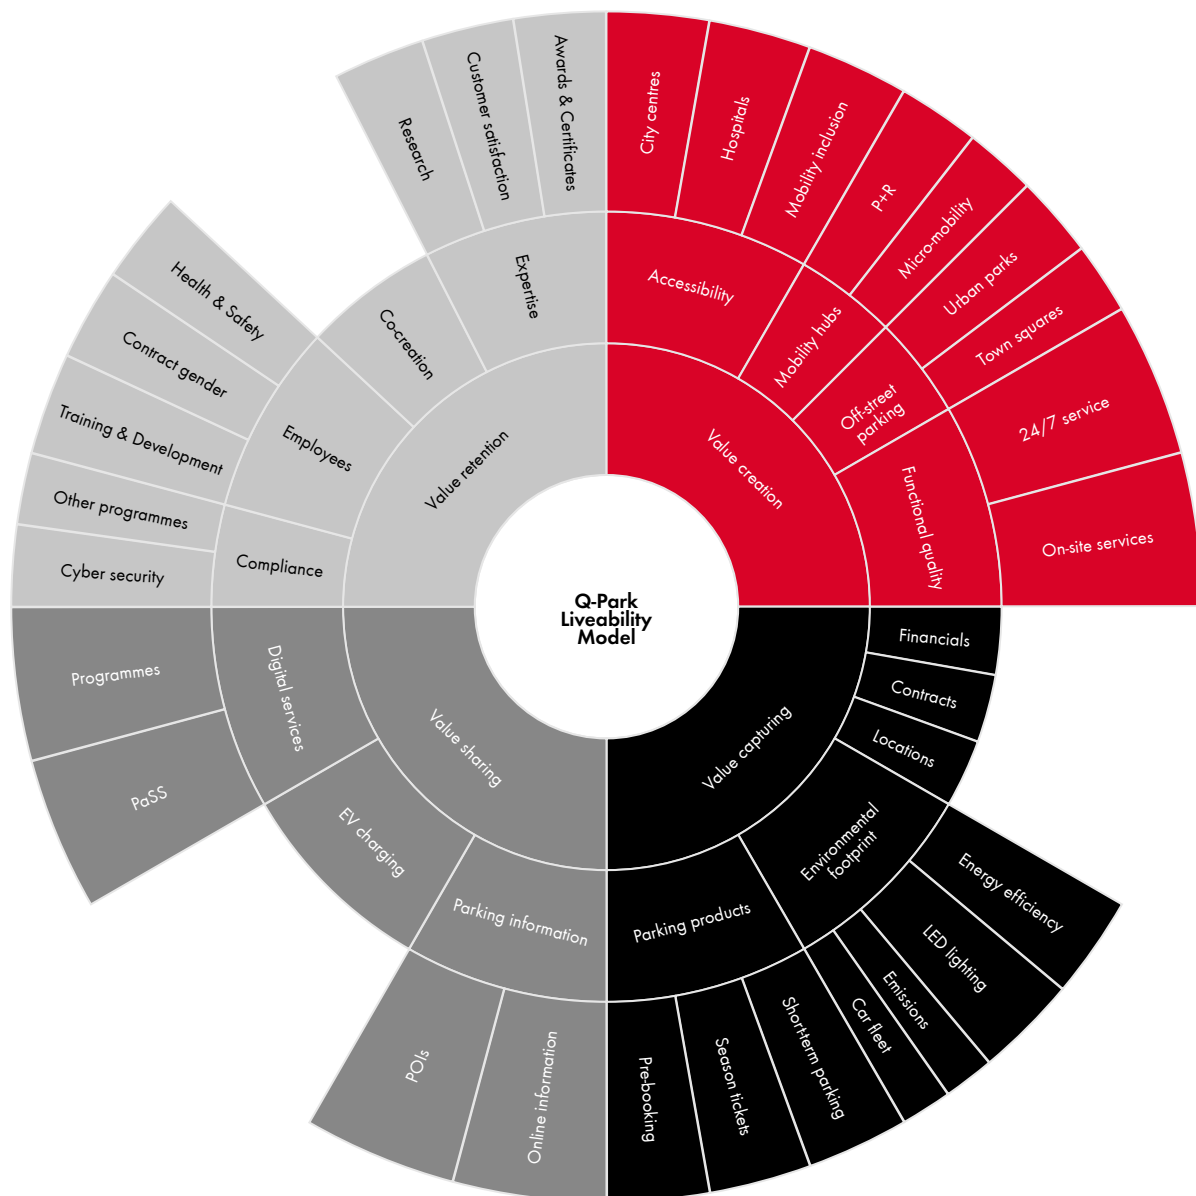 Q-Park
Liveability
Model
Value creation
Accessibility
City centres
Hospitals
Mobility inclusion
Mobility hubs
P+R
Micro-mobility
Off-street
parking
Urban parks
Town squares
Functional quality
24/7 service
On-site services
Value capturing
Financials
Contracts
Locations
Environmental
footprint
Energy efficiency
LED lighting
Emissions
Car fleet
Parking products
Short-term parking
Season tickets
Pre-booking
Value sharing
Parking information
Online information
POIs
EV charging
Digital services
PaSS
Programmes
Value retention
Compliance
Cyber security
Other programmes
Employees
Training & Development
Contract gender
Health & Safety
Co-creation
Expertise
Research
Customer satisfaction
Awards & Certificates